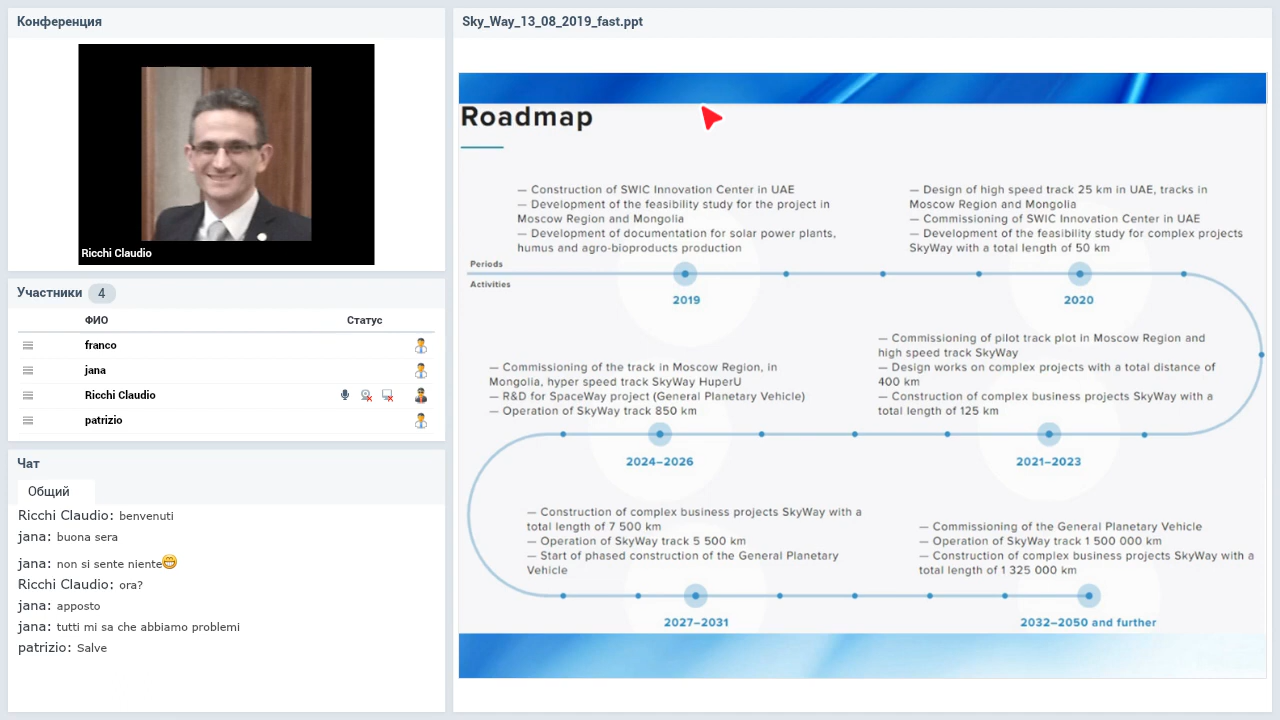 Конференция
Ricchi Claudio
Участники 4
ФИО Статус
franco
jana
Ricchi Claudio
patrizio
Чат
Общий
Ricchi Claudio: benvenuti
jana: buona sera
jana: non si sente niente😁
Ricchi Claudio: ora?
jana: apposto
jana: tutti mi sa che abbiamo problemi
patrizio: Salve
Sky_Way_13_08_2019_fast.ppt
Roadmap
— Construction of SWIC Innovation Center in UAE
— Development of the feasibility study for the project in
Moscow Region and Mongolia
— Development of documentation for solar power plants,
humus and agro-bioproducts production
Periods
Activities
2019
— Design of high speed track 25 km in UAE, tracks in
Moscow Region and Mongolia
— Commissioning of SWIC Innovation Center in UAE
— Development of the feasibility study for complex projects
SkyWay with a total length of 50 km
2020
— Commissioning of pilot track plot in Moscow Region and
high speed track SkyWay
— Design works on complex projects with a total distance of
400 km
— Construction of complex business projects SkyWay with a
total length of 125 km
2021–2023
— Commissioning of the track in Moscow Region, in
Mongolia, hyper speed track SkyWay HuperU
— R&D for SpaceWay project (General Planetary Vehicle)
— Operation of SkyWay track 850 km
2024–2026
— Construction of complex business projects SkyWay with a
total length of 7 500 km
— Operation of SkyWay track 5 500 km
— Start of phased construction of the General Planetary
Vehicle
2027–2031
— Commissioning of the General Planetary Vehicle
— Operation of SkyWay track 1 500 000 km
— Construction of complex business projects SkyWay with a
total length of 1 325 000 km
2032–2050 and further